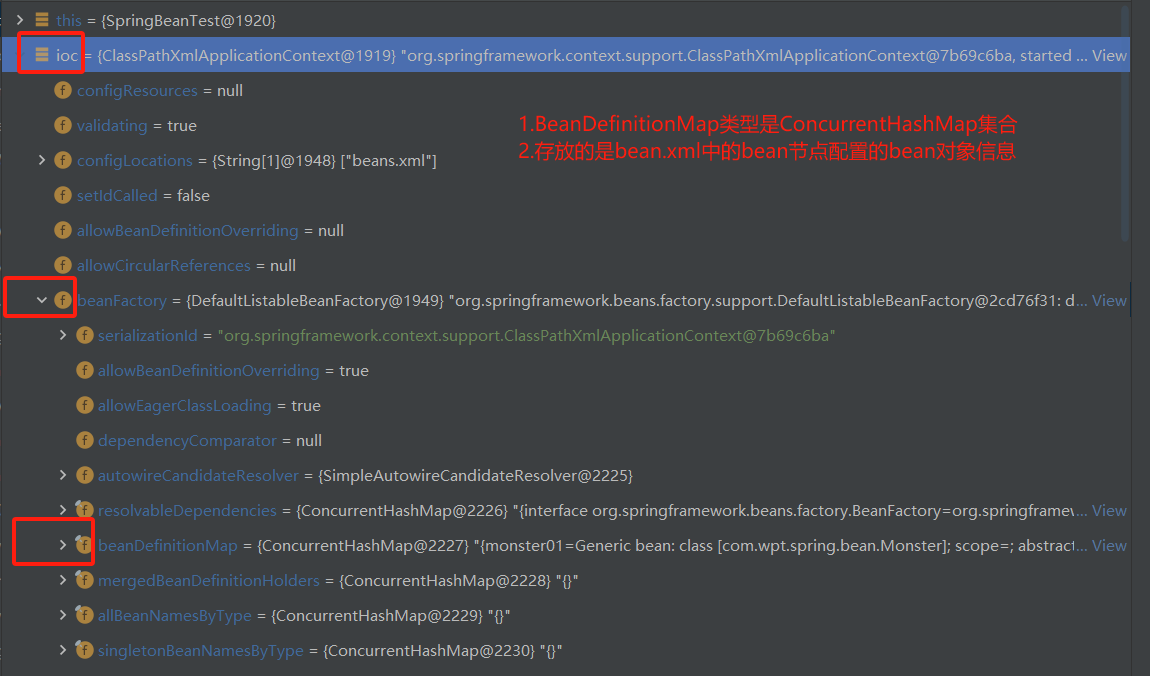 this = {SpringBeanTest@1920}
ioc = {ClassPathXmlApplicationContext@1919} "org.springframework.context.support.ClassPathXmlApplicationContext@7b69c6ba, started ... View
f configResources = null
f validating = true
1.BeanDefinitionMap类型是ConcurrentHashMap集合
f configLocations = {String[1]@1948} ["beans.xml"]
2.存放的是bean.xml中的bean节点配置的bean对象信息
f setIdCalled = false
f allowBeanDefinitionOverriding = null
f allowCircularReferences = null
f beanFactory = {DefaultListableBeanFactory@1949} "org.springframework.beans.factory.support.DefaultListableBeanFactory@2cd76f31: d... View
f serializationId = "org.springframework.context.support.ClassPathXmlApplicationContext@7b69c6ba"
f allowBeanDefinitionOverriding = true
f allowEagerClassLoading = true
f dependencyComparator = null
f autowireCandidateResolver = {SimpleAutowireCandidateResolver@2225}
f resolvableDependencies = {ConcurrentHashMap@2226} "{interface org.springframework.beans.factory.BeanFactory=org.springframew... View
f beanDefinitionMap = {ConcurrentHashMap@2227} "{monster01=Generic bean: class [com.wpt.spring.bean.Monster]; scope=; abstract... View
f mergedBeanDefinitionHolders = {ConcurrentHashMap@2228} "{}"
f allBeanNamesByType = {ConcurrentHashMap@2229} "{}"
f singletonBeanNamesByType = {ConcurrentHashMap@2230} "{}"